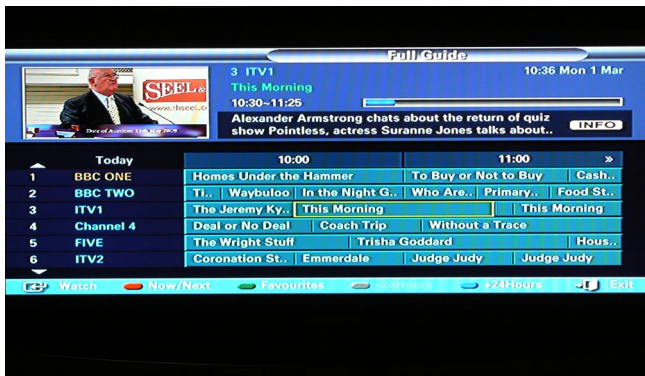 Full Guide
3 ITV1
10:36 Mon 1 Mar
This Morning
10:30~11:25
Alexander Armstrong chats about the return of quiz
show Pointless, actress Suranne Jones talks about..
INFO
SEEL
Today 10:00 11:00 »
1 BBC ONE Homes Under the Hammer To Buy or Not to Buy Cash..
2 BBC TWO Ti.. Waybuloo In the Night G.. Who Are.. Primary.. Food St..
3 ITV1 The Jeremy Ky.. This Morning This Morning
4 Channel 4 Deal or No Deal Coach Trip Without a Trace
5 FIVE The Wright Stuff Trisha Goddard Hous..
6 ITV2 Coronation St.. Emmerdale Judge Judy Judge Judy
Watch Now/Next Favourites +24Hours Exit